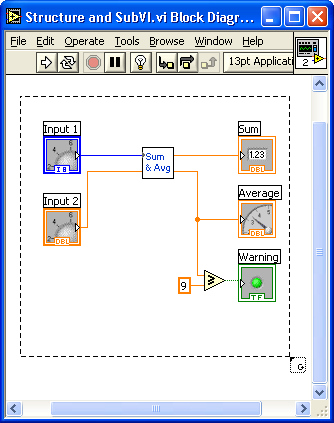 Structure and SubVI.vi Block Diagr...
File Edit Operate Tools Browse Window Help
13pt Applicati
2
Input 1
I 8
Sum
& Avg
Sum
1.23
DBL
Input 2
DBL
Average
DBL
Warning
TF
9
G